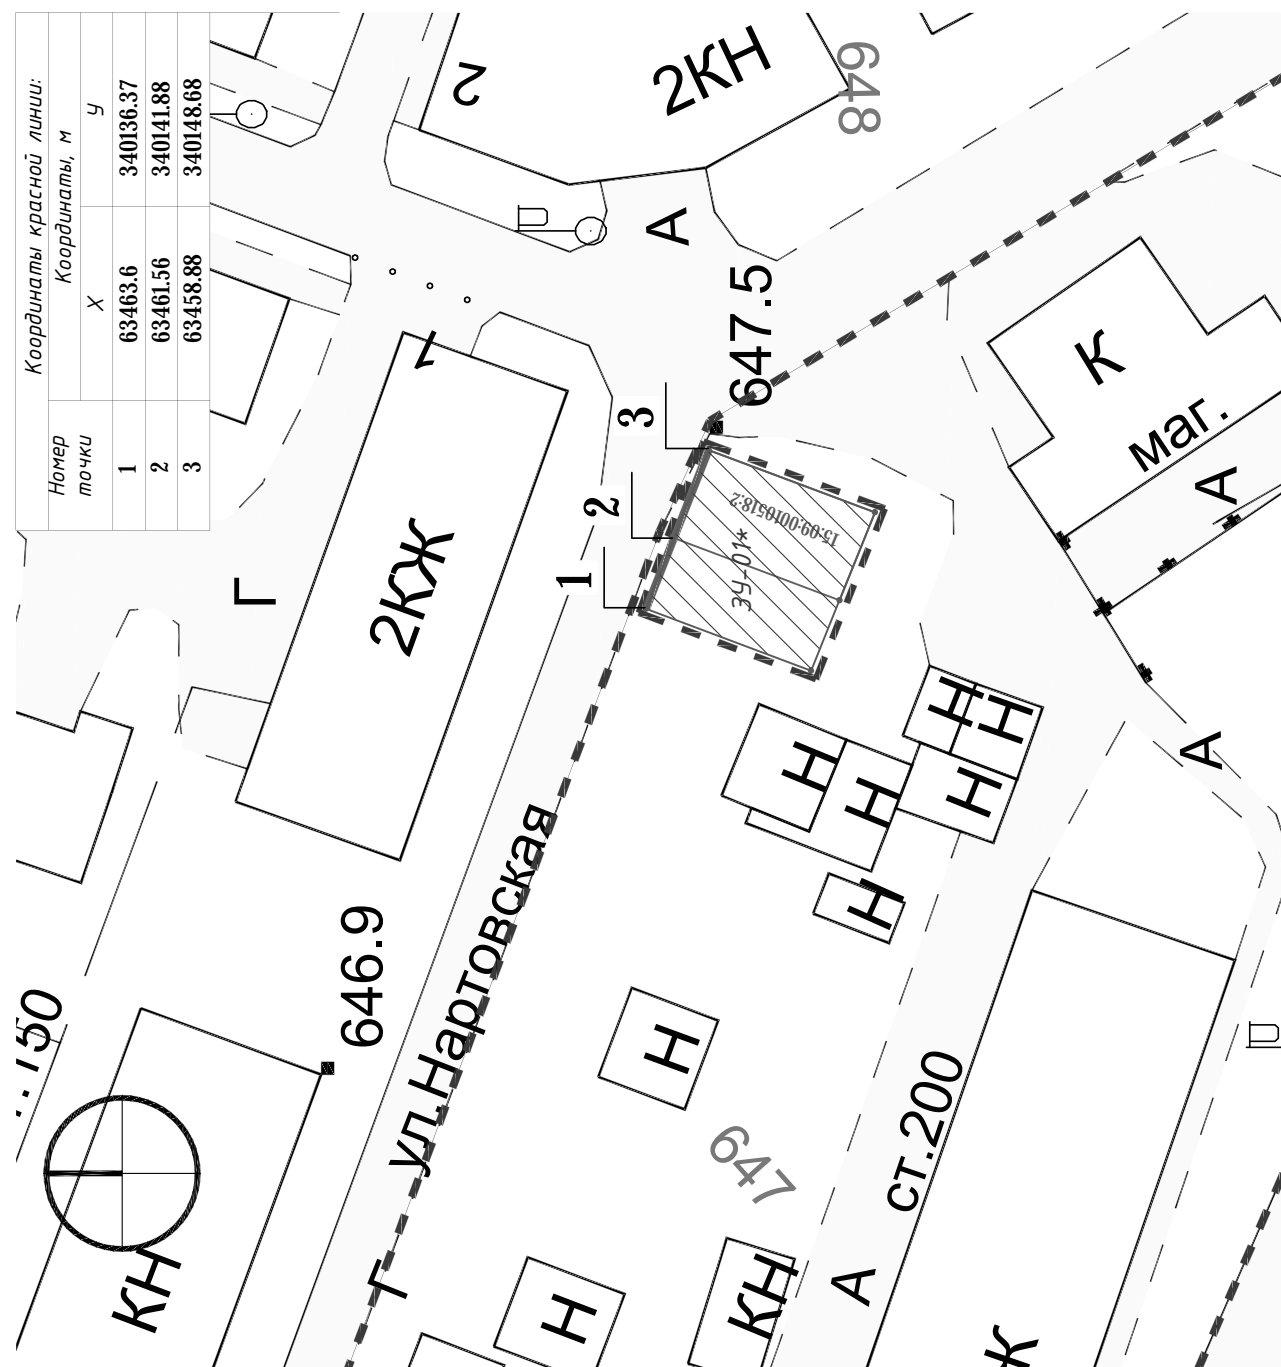 Координаты красной линии:
Номер точки
Координаты, м
X
y
1
63463.6
340136.37
2
63461.56
340141.88
3
63458.88
340148.68
2
2КН
648
А
647.5
1
К
маг.
А
3
2
1
15:09:0010518:2
ЗУ-01*
2КЖ
Г
Н
Н
Н
Н
Н
Н
А
ул.Нартовская
646.9
Н
647
ст.200
А
КН
Г
Н
КН
Ж